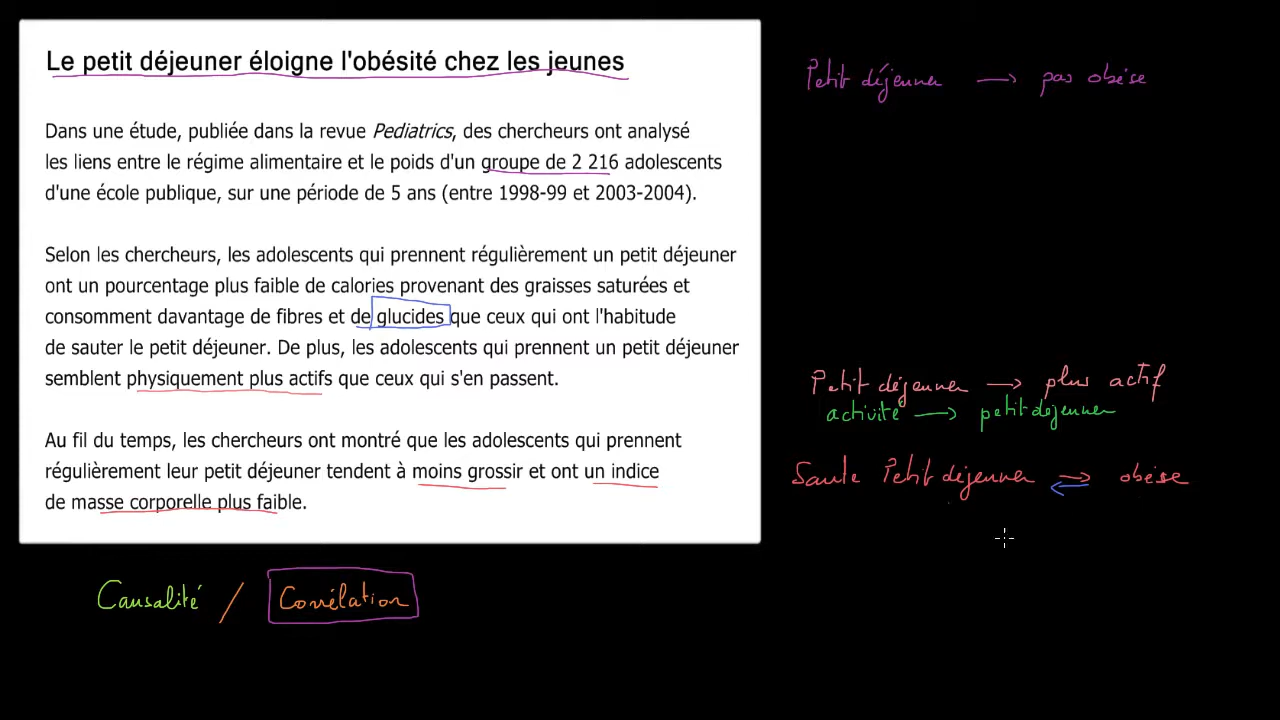 Le petit déjeuner éloigne l'obésité chez les jeunes
Dans une étude, publiée dans la revue Pediatrics, des chercheurs ont analysé
les liens entre le régime alimentaire et le poids d'un groupe de 2 216 adolescents
d'une école publique, sur une période de 5 ans (entre 1998-99 et 2003-2004).
Selon les chercheurs, les adolescents qui prennent régulièrement un petit déjeuner
ont un pourcentage plus faible de calories provenant des graisses saturées et
consomment davantage de fibres et de glucides que ceux qui ont l'habitude
de sauter le petit déjeuner. De plus, les adolescents qui prennent un petit déjeuner
semblent physiquement plus actifs que ceux qui s'en passent.
Au fil du temps, les chercheurs ont montré que les adolescents qui prennent
régulièrement leur petit déjeuner tendent à moins grossir et ont un indice
de masse corporelle plus faible.
Causalité / Corrélation
Petit déjeuner → pas obèse
Petit déjeuner → plus actif
activité → petit déjeuner
Saute Petit déjeuner → obèse